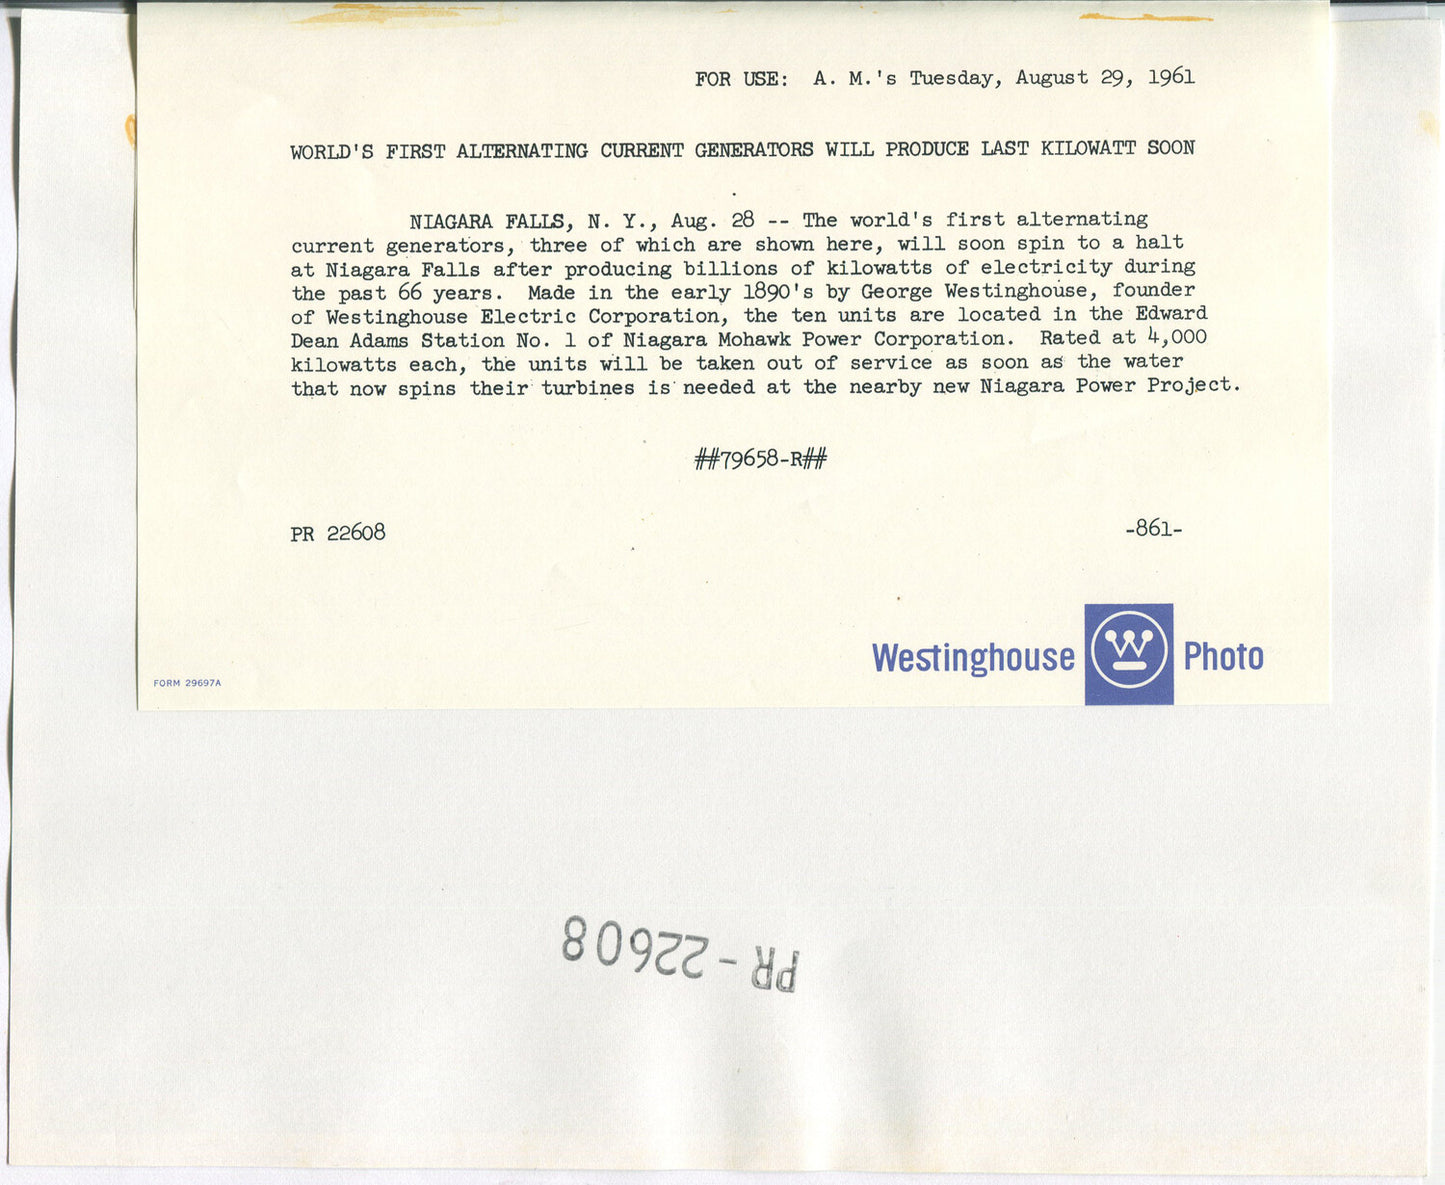 FOR USE: A. M.'s Tuesday, August 29, 1961
WORLD'S FIRST ALTERNATING CURRENT GENERATORS WILL PRODUCE LAST KILOWATT SOON
NIAGARA FALLS, N. Y., Aug. 28 -- The world's first alternating
current generators, three of which are shown here, will soon spin to a halt
at Niagara Falls after producing billions of kilowatts of electricity during
the past 66 years. Made in the early 1890's by George Westinghouse, founder
of Westinghouse Electric Corporation, the ten units are located in the Edward
Dean Adams Station No. 1 of Niagara Mohawk Power Corporation. Rated at 4,000
kilowatts each, the units will be taken out of service as soon as the water
that now spins their turbines is needed at the nearby new Niagara Power Project.
##79658-R##
PR 22608 -861-
Westinghouse W Photo
FORM 29697A
PR-22608